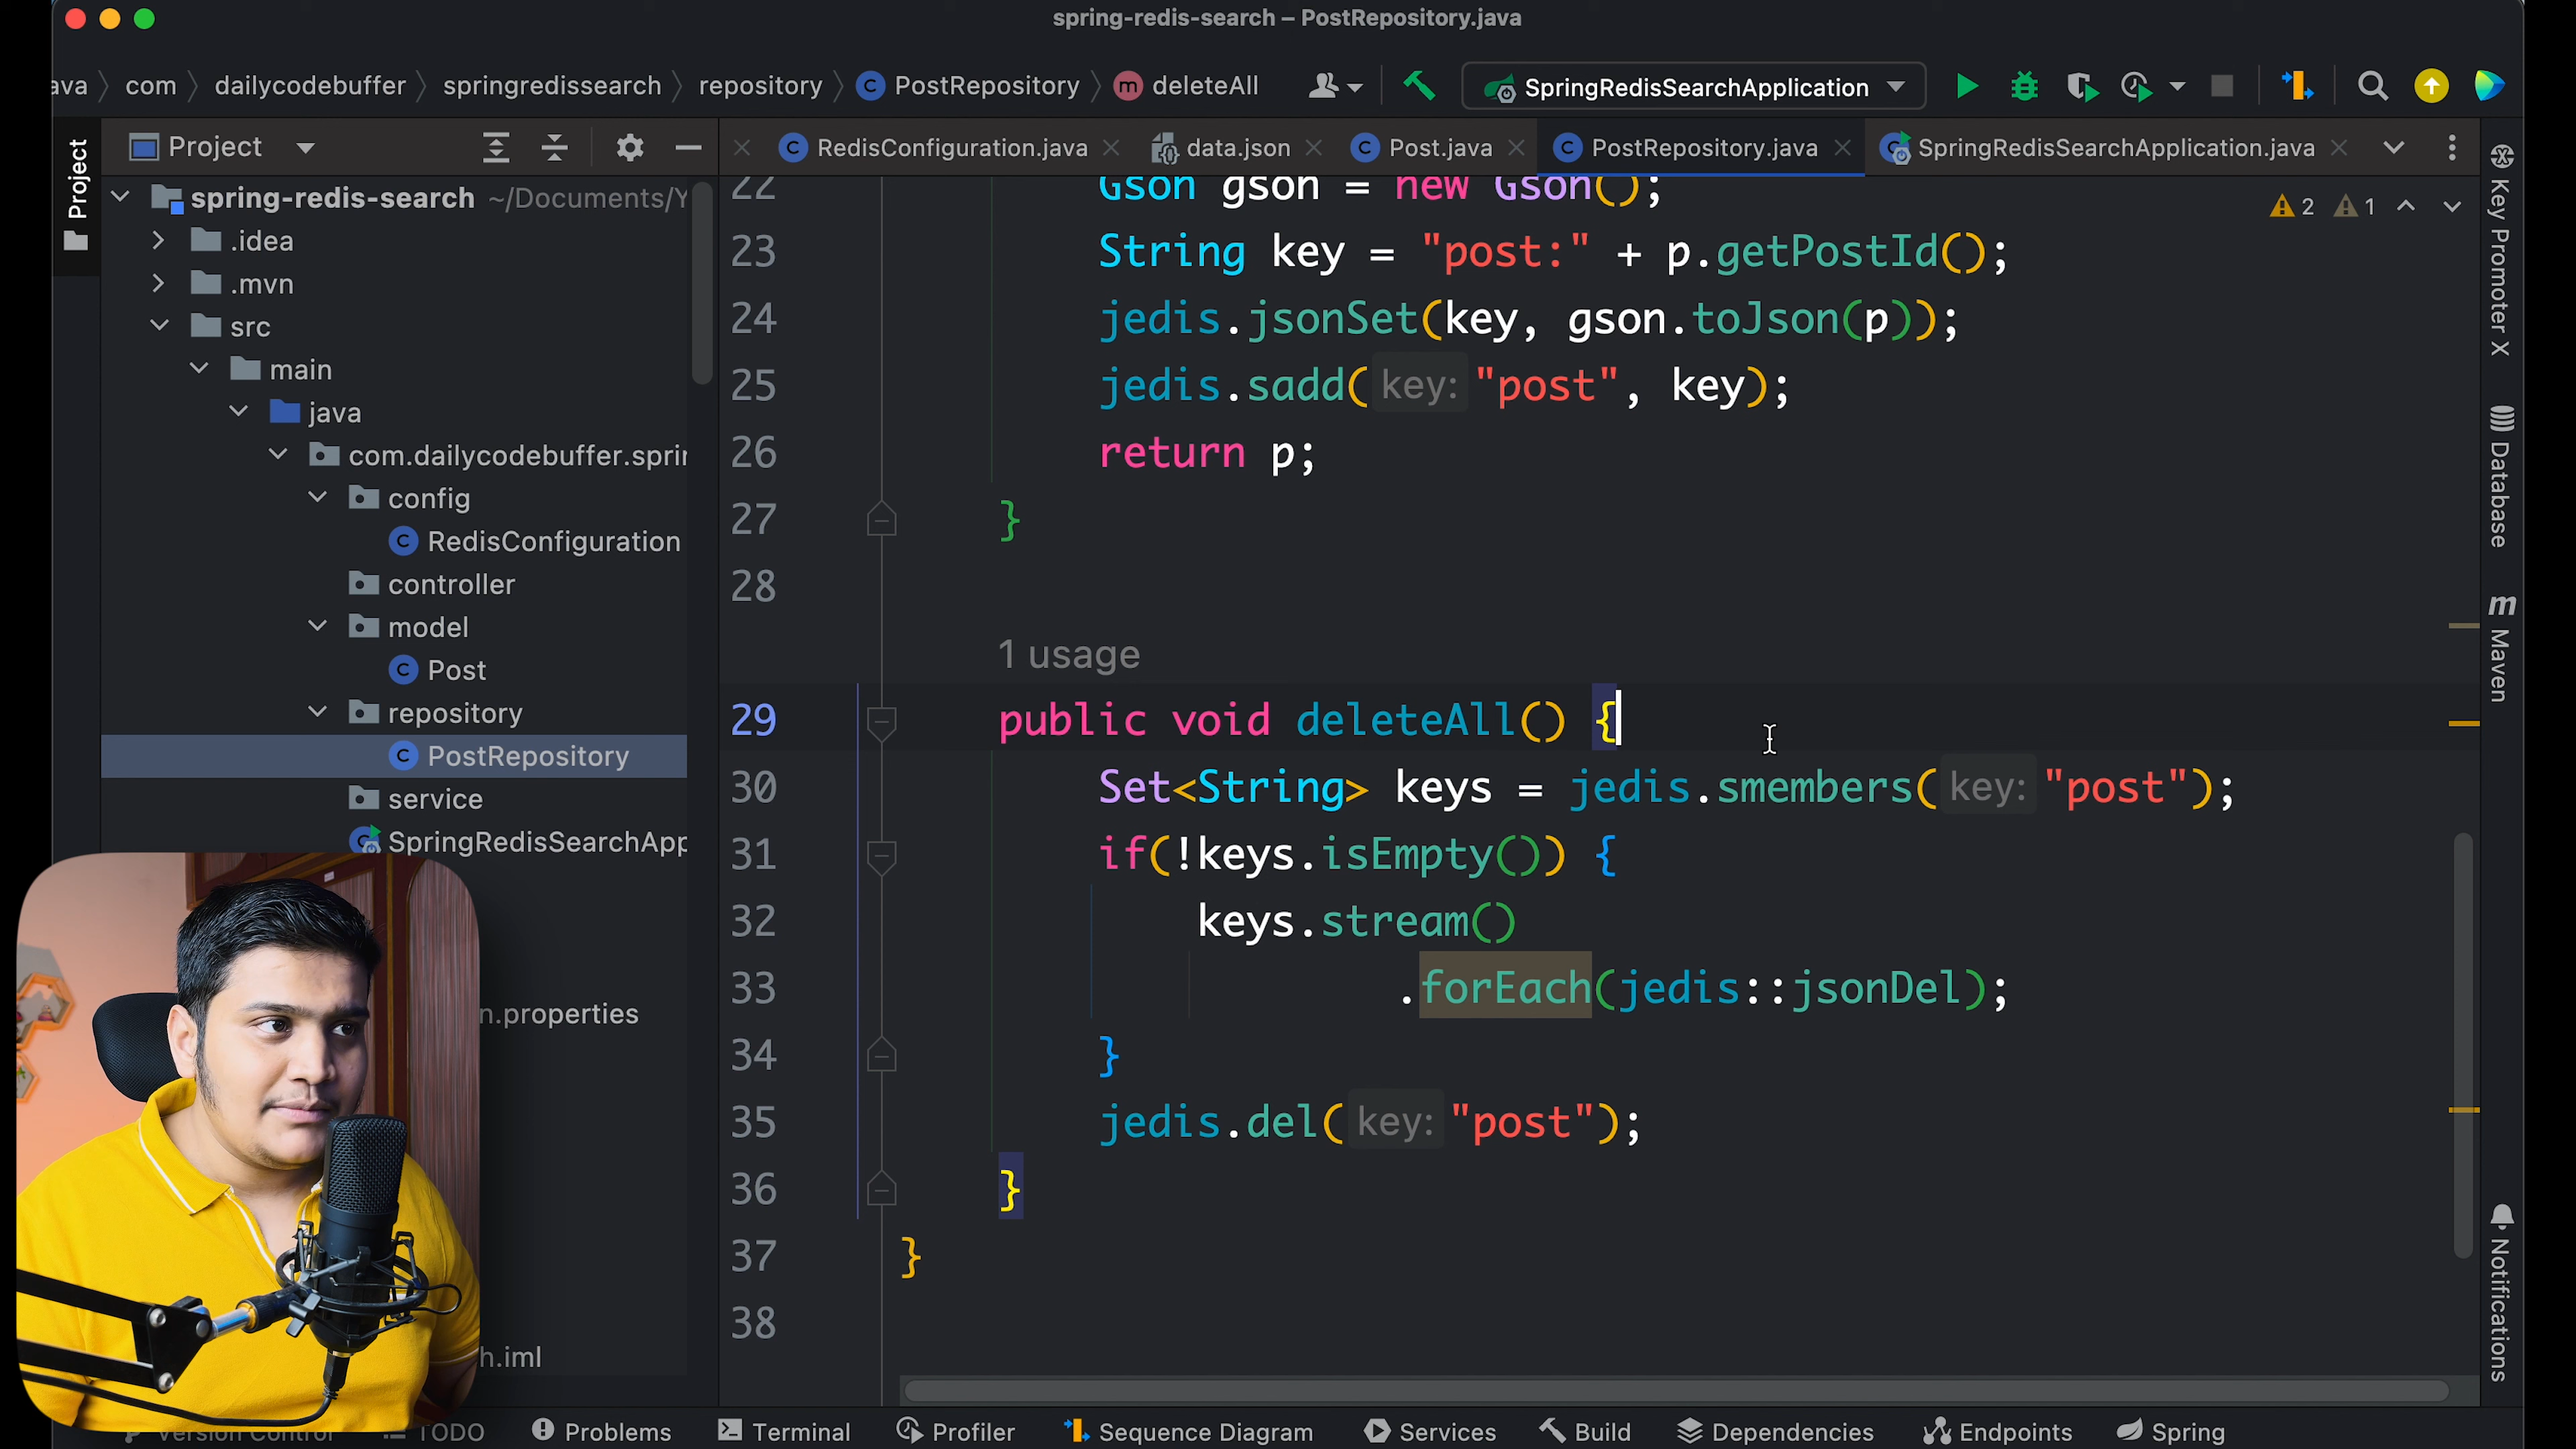 spring-redis-search – PostRepository.java
ava com dailycodebuffer springredissearch repository PostRepository deleteAll SpringRedisSearchApplication
Project
RedisConfiguration.java data.json Post.java PostRepository.java SpringRedisSearchApplication.java
Project
spring-redis-search ~/Documents/Y
.idea
.mvn
src
main
java
com.dailycodebuffer.sprin
config
RedisConfiguration
controller
model
Post
repository
PostRepository
service
SpringRedisSearchApp
n.properties
h.iml
2 1
22 Gson gson = new Gson();
23 String key = "post:" + p.getPostId();
24 jedis.jsonSet(key, gson.toJson(p));
25 jedis.sadd( key: "post", key);
26 return p;
27 }
28
1 usage
29 public void deleteAll() {
30 Set<String> keys = jedis.smembers( key: "post");
31 if(!keys.isEmpty()) {
32 keys.stream()
33 .forEach(jedis::jsonDel);
34 }
35 jedis.del( key: "post");
36 }
37 }
38
Key Promoter X
Database
Maven
Notifications
Version Control TODO Problems Terminal Profiler Sequence Diagram Services Build Dependencies Endpoints Spring